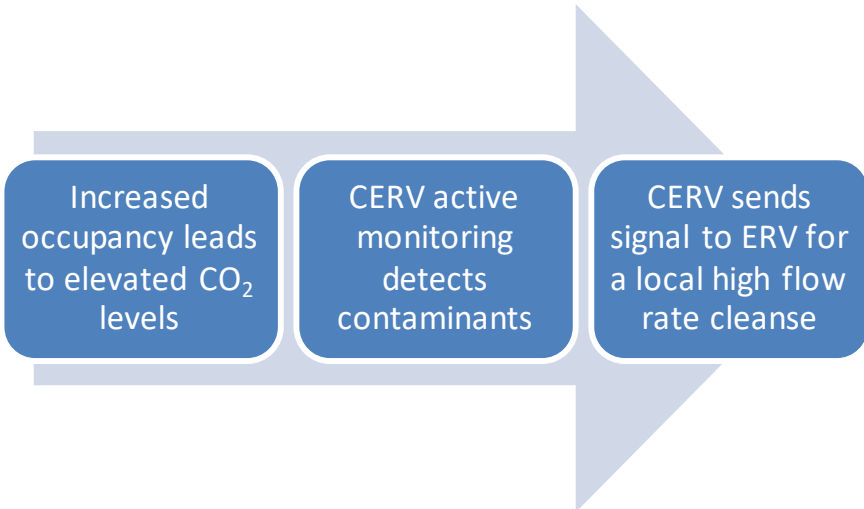 Increased
occupancy leads
to elevated CO₂
levels
CERV active
monitoring
detects
contaminants
CERV sends
signal to ERV for
a local high flow
rate cleanse